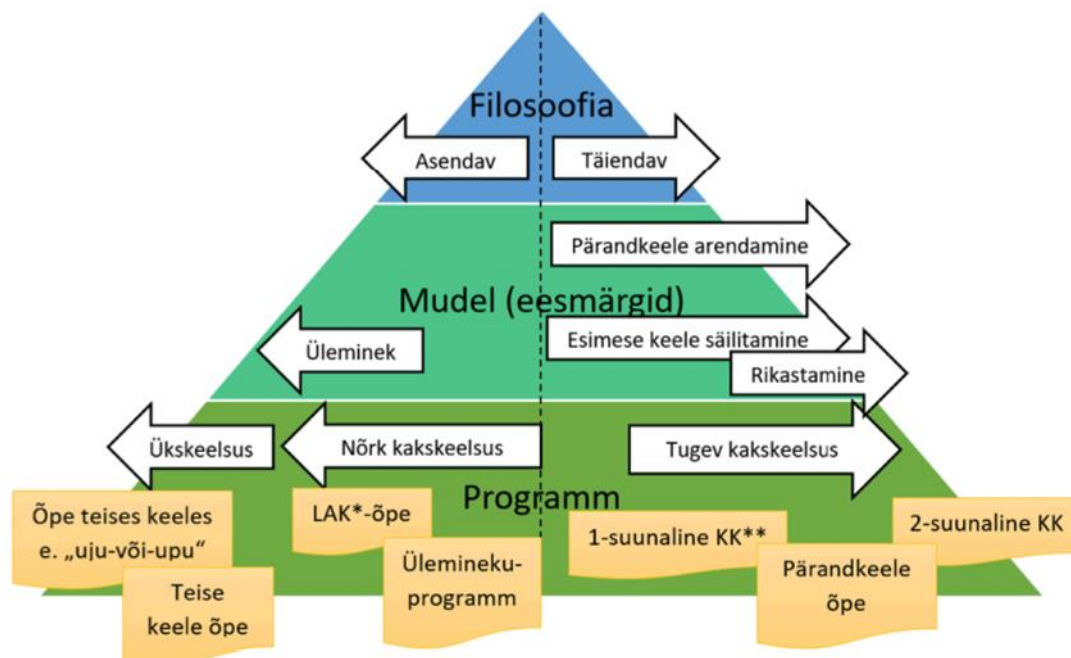 Filosoofia
Asendav
Täiendav
Pärandkeele arendamine
Mudel (eesmärgid)
Esimese keele säilitamine
Üleminek
Rikastamine
Ükskeelsus
Nõrk kakskeelsus
Tugev kakskeelsus
Programm
Õpe teises keeles
e. „uju-või-upu“
LAK*-õpe
1-suunaline KK**
2-suunaline KK
Teise
keele õpe
Ülemineku-
programm
Pärandkeele
õpe